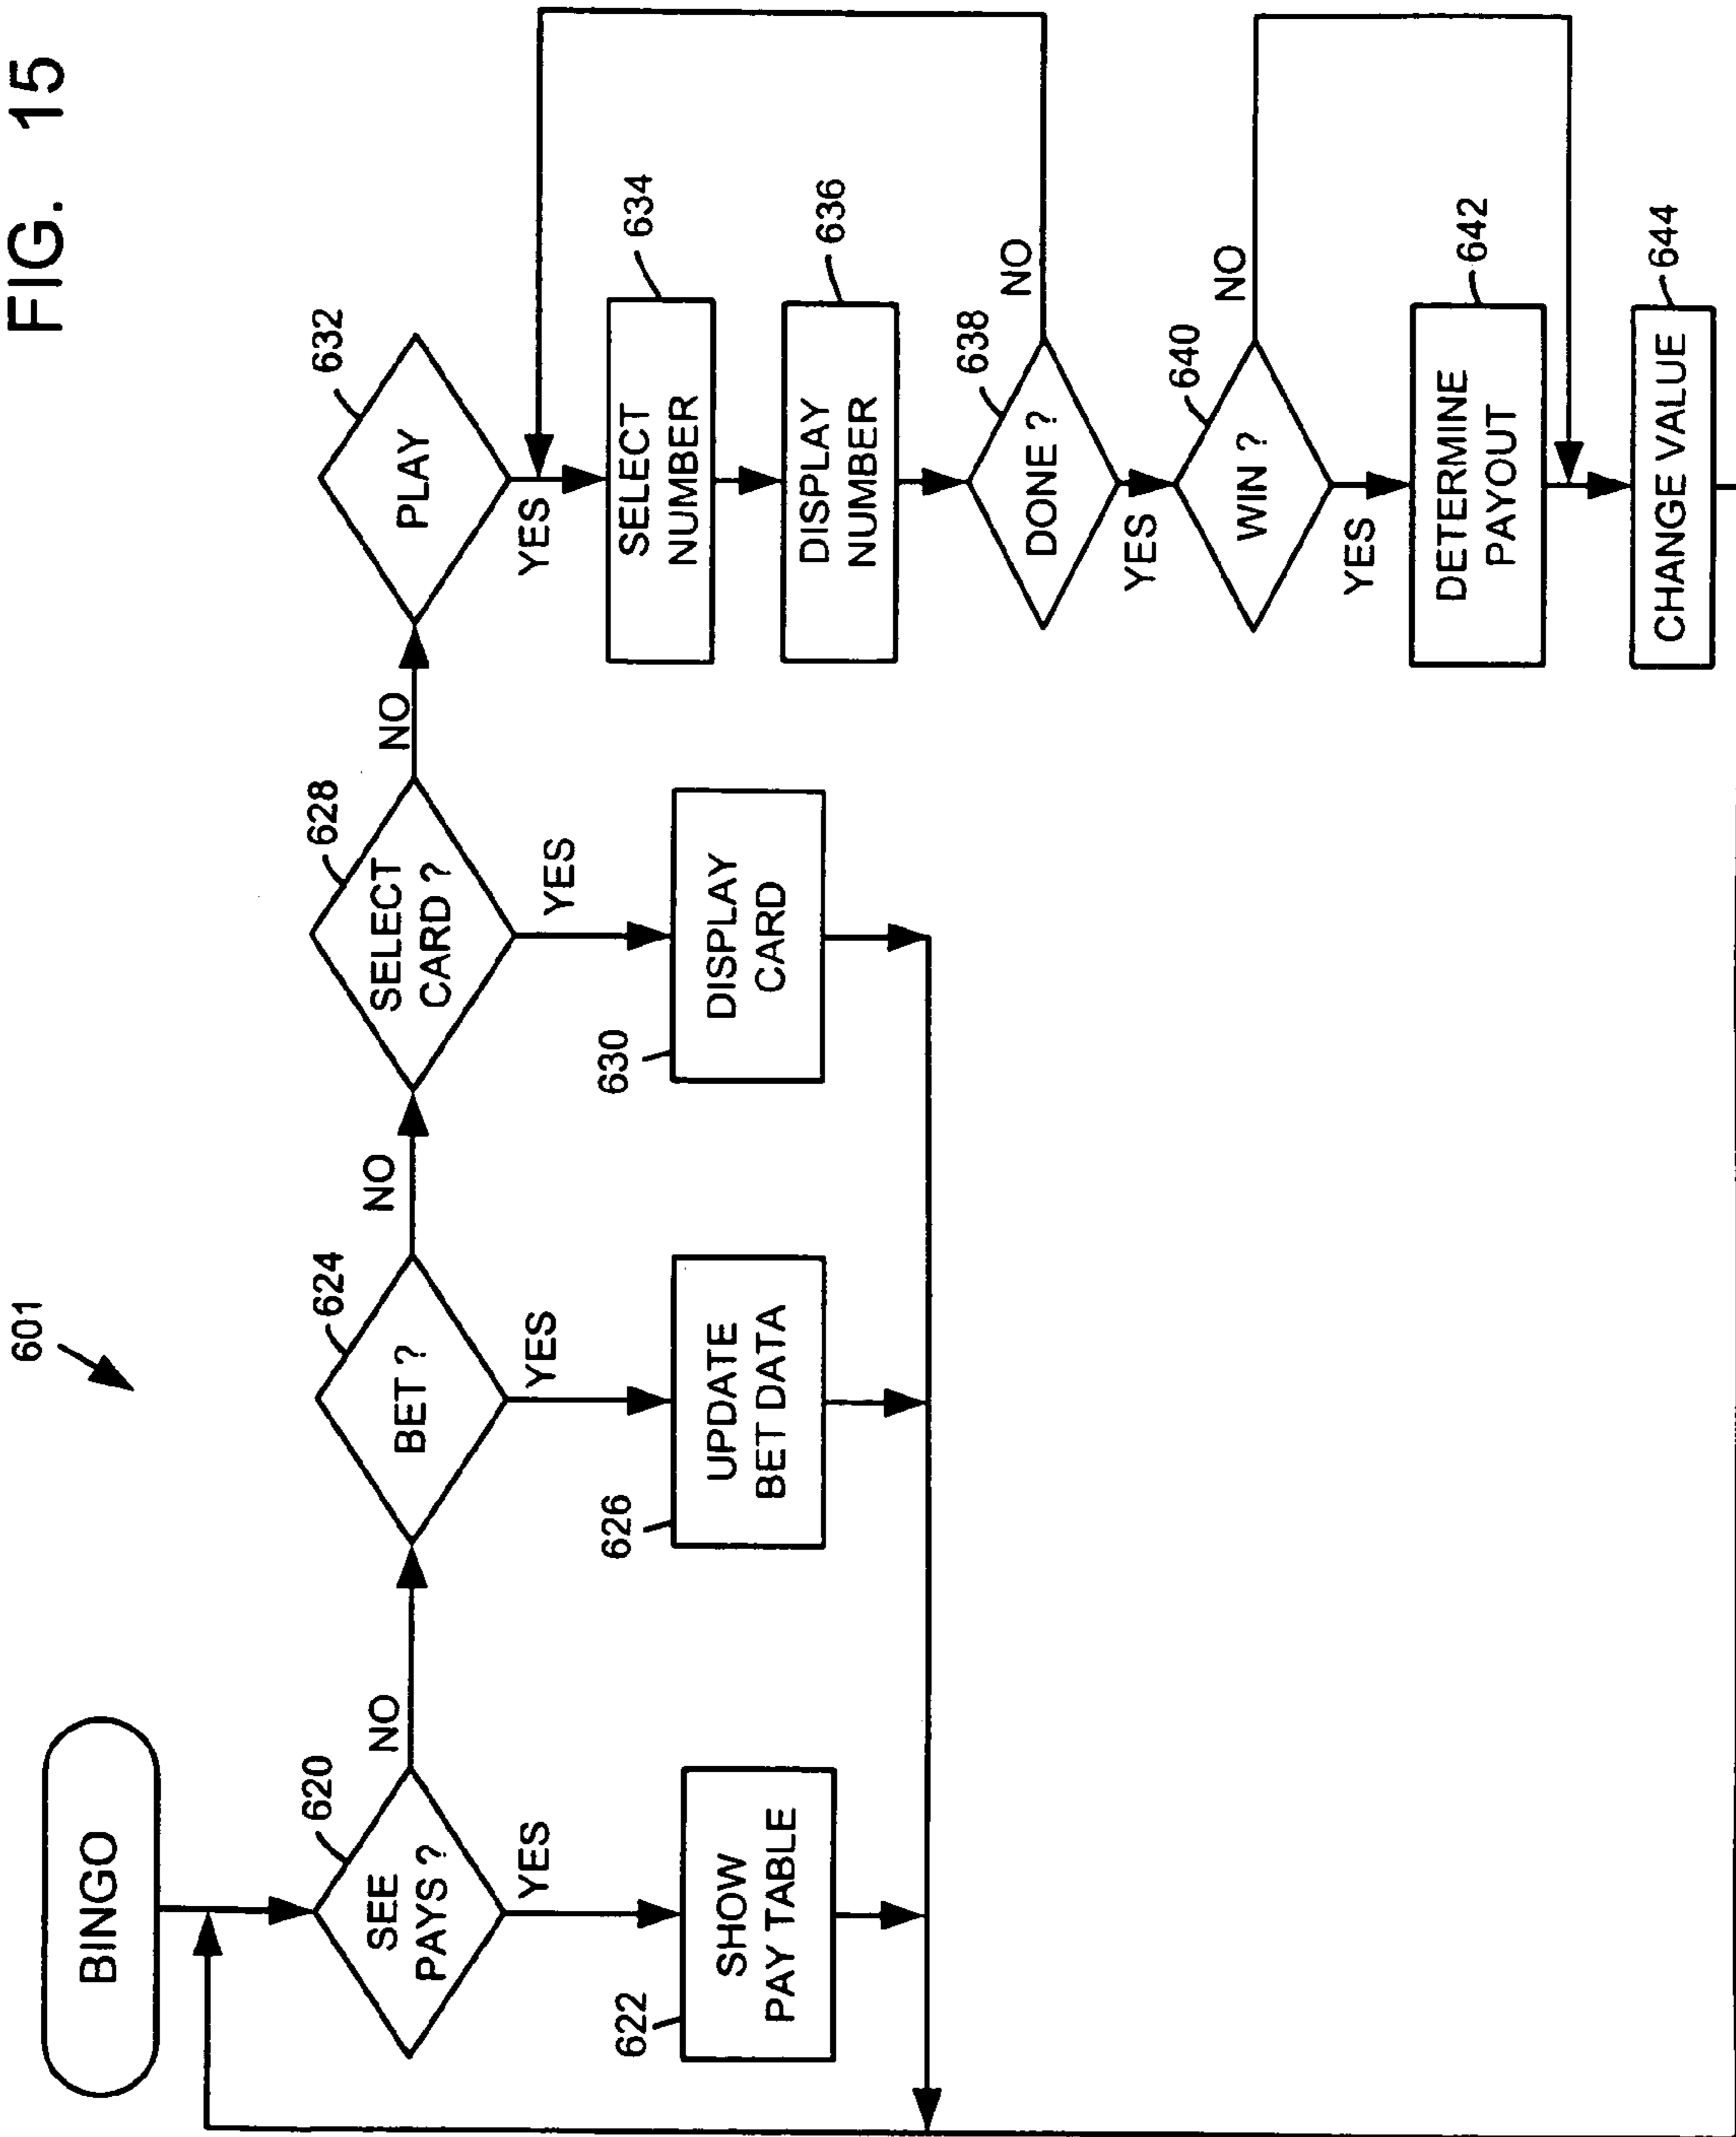 FIG. 15
601
BINGO
620
SEE
PAYS ?
NO
YES
622
SHOW
PAY TABLE
624
BET ?
NO
YES
626
UPDATE
BET DATA
628
SELECT
CARD ?
NO
YES
630
DISPLAY
CARD
632
PLAY
YES
634
SELECT
NUMBER
636
DISPLAY
NUMBER
638
DONE ?
NO
YES
640
WIN ?
NO
YES
642
DETERMINE
PAYOUT
644
CHANGE VALUE